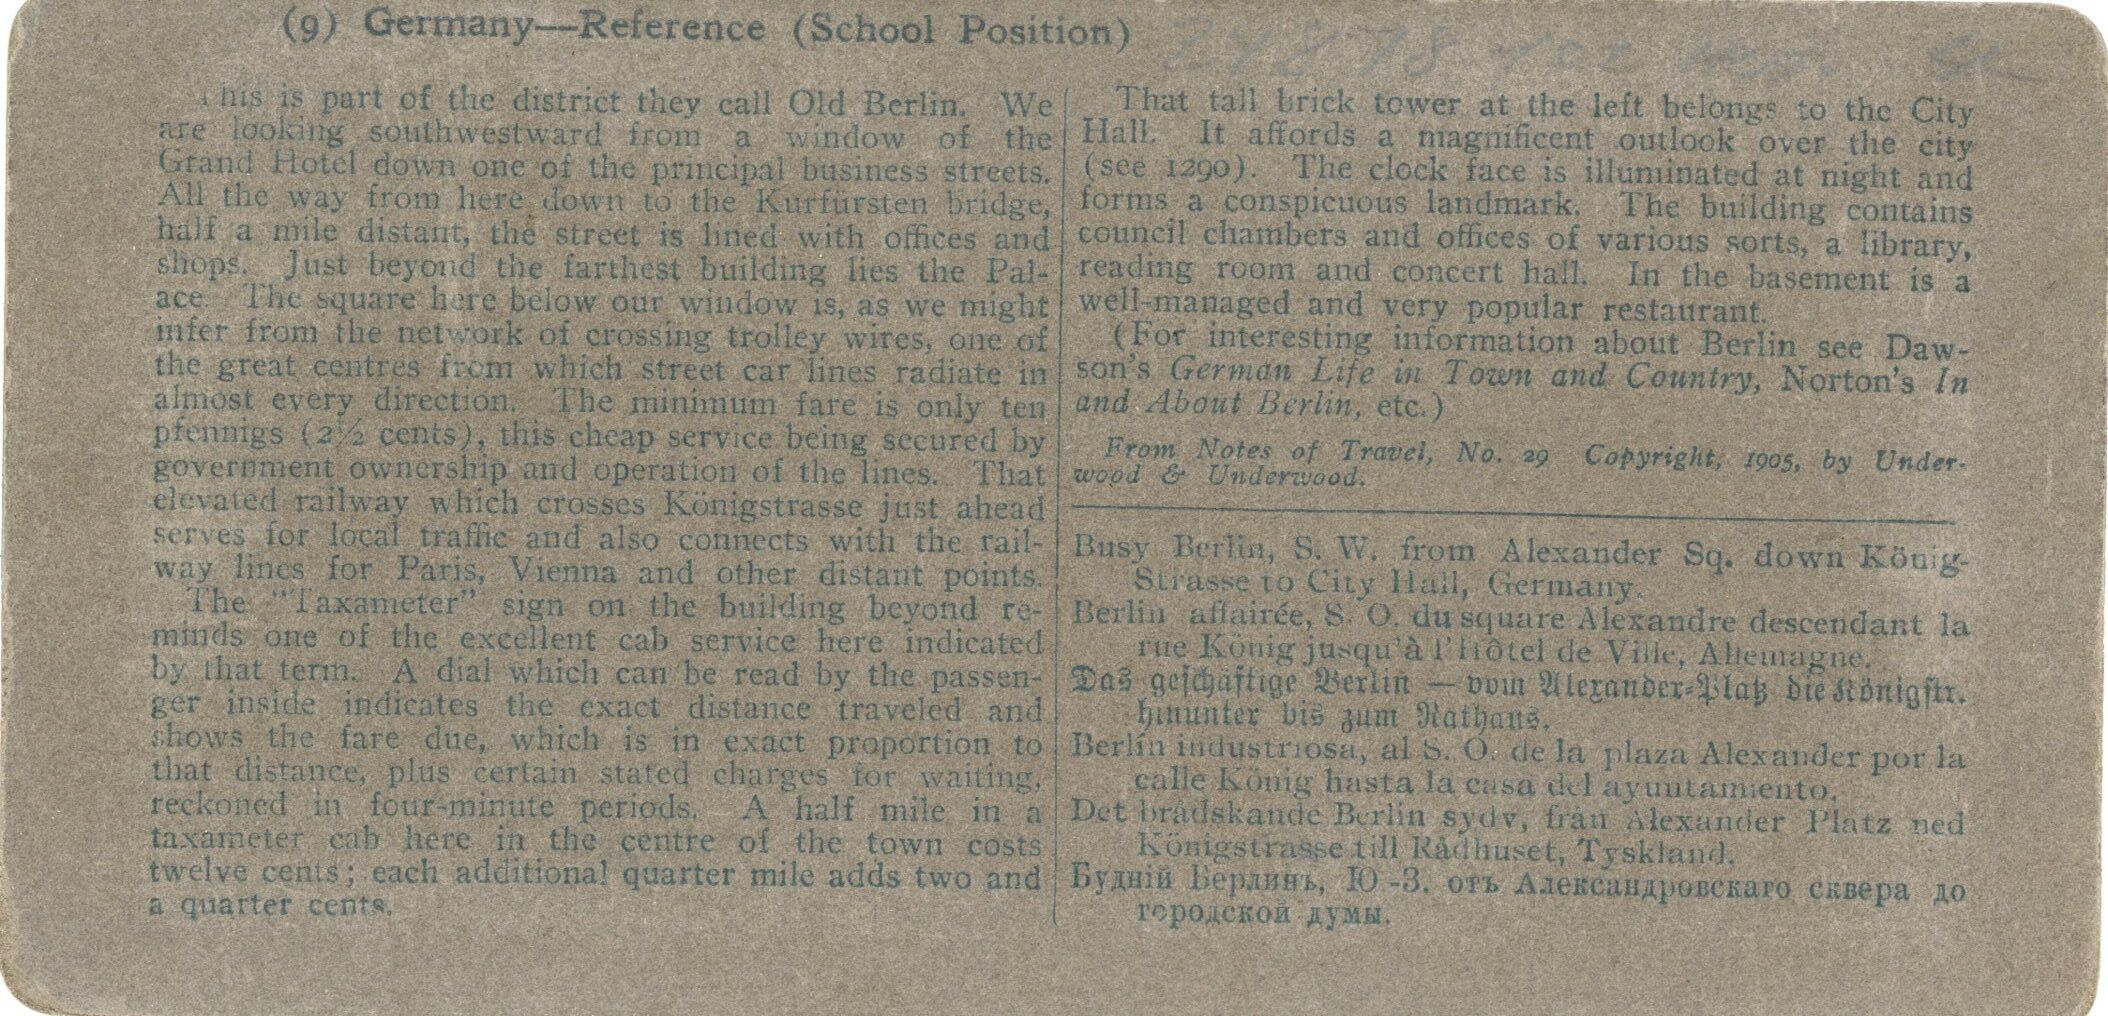 (9) Germany—Reference (School Position)
This is part of the district they call Old Berlin. We
are looking southwestward from a window of the
Grand Hotel down one of the principal business streets.
All the way from here down to the Kurfürsten bridge,
half a mile distant, the street is lined with offices and
shops. Just beyond the farthest building lies the Pal-
ace. The square here below our window is, as we might
infer from the network of crossing trolley wires, one of
the great centres from which street car lines radiate in
almost every direction. The minimum fare is only ten
pfennigs (2½ cents), this cheap service being secured by
government ownership and operation of the lines. That
elevated railway which crosses Königstrasse just ahead
serves for local traffic and also connects with the rail-
way lines for Paris, Vienna and other distant points.
The "Taxameter" sign on the building beyond re-
minds one of the excellent cab service here indicated
by that term. A dial which can be read by the passen-
ger inside indicates the exact distance traveled and
shows the fare due, which is in exact proportion to
that distance, plus certain stated charges for waiting,
reckoned in four-minute periods. A half mile in a
taxameter cab here in the centre of the town costs
twelve cents; each additional quarter mile adds two and
a quarter cents.
That tall brick tower at the left belongs to the City
Hall. It affords a magnificent outlook over the city
(see 1290). The clock face is illuminated at night and
forms a conspicuous landmark. The building contains
council chambers and offices of various sorts, a library,
reading room and concert hall. In the basement is a
well-managed and very popular restaurant.
(For interesting information about Berlin see Daw-
son's German Life in Town and Country, Norton's In
and About Berlin, etc.)
From Notes of Travel, No. 29 Copyright, 1905, by Under-
wood & Underwood.
Busy Berlin, S. W. from Alexander Sq. down König-
Strasse to City Hall, Germany.
Berlin affairée, S. O. du square Alexandre descendant la
rue König jusqu'à l'Hôtel de Ville, Allemagne.
Das geschäftige Berlin — vom Alexander-Platz die Königstr.
hinunter bis zum Rathaus.
Berlín industriosa, al S. O. de la plaza Alexander por la
calle König hasta la casa del ayuntamiento.
Det brådskande Berlin sydv, från Alexander Platz ned
Königstrasse till Rådhuset, Tyskland.
Будній Берлинъ, Ю-З. отъ Александровскаго сквера до
городской думы.